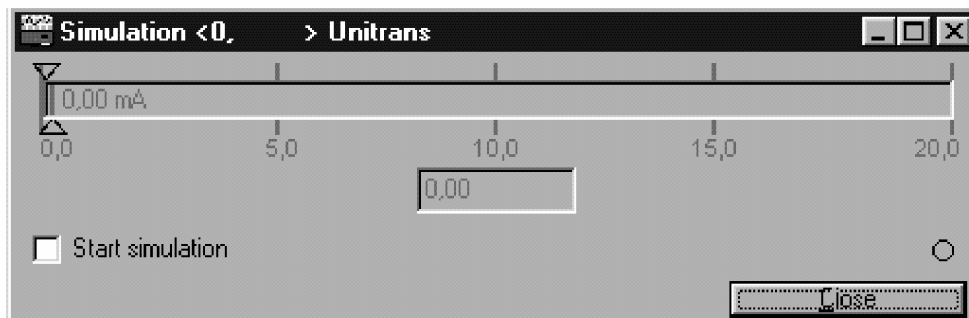 Simulation <0, > Unitrans
0,00 mA
0,0 5,0 10,0 15,0 20,0
0,00
Start simulation
Close